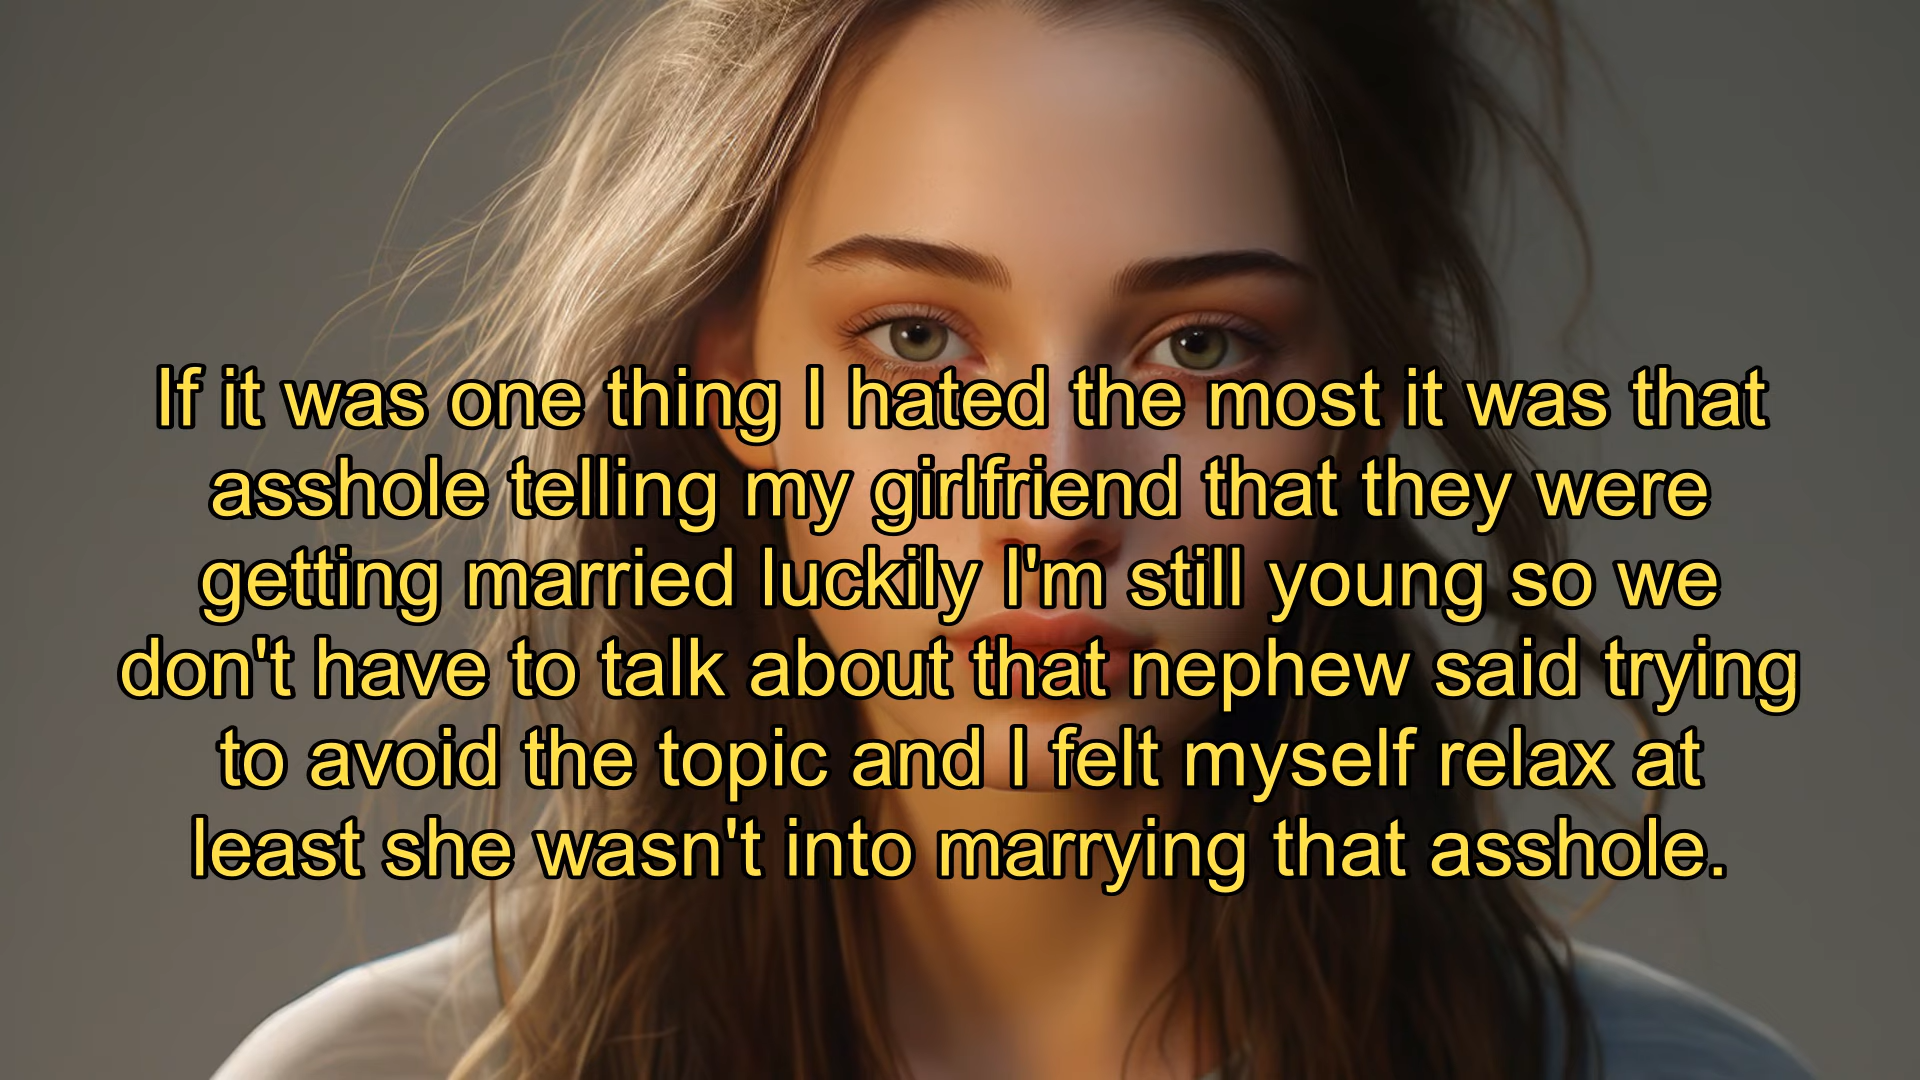 If it was one thing I hated the most it was that
asshole telling my girlfriend that they were
getting married luckily I'm still young so we
don't have to talk about that nephew said trying
to avoid the topic and I felt myself relax at
least she wasn't into marrying that asshole.